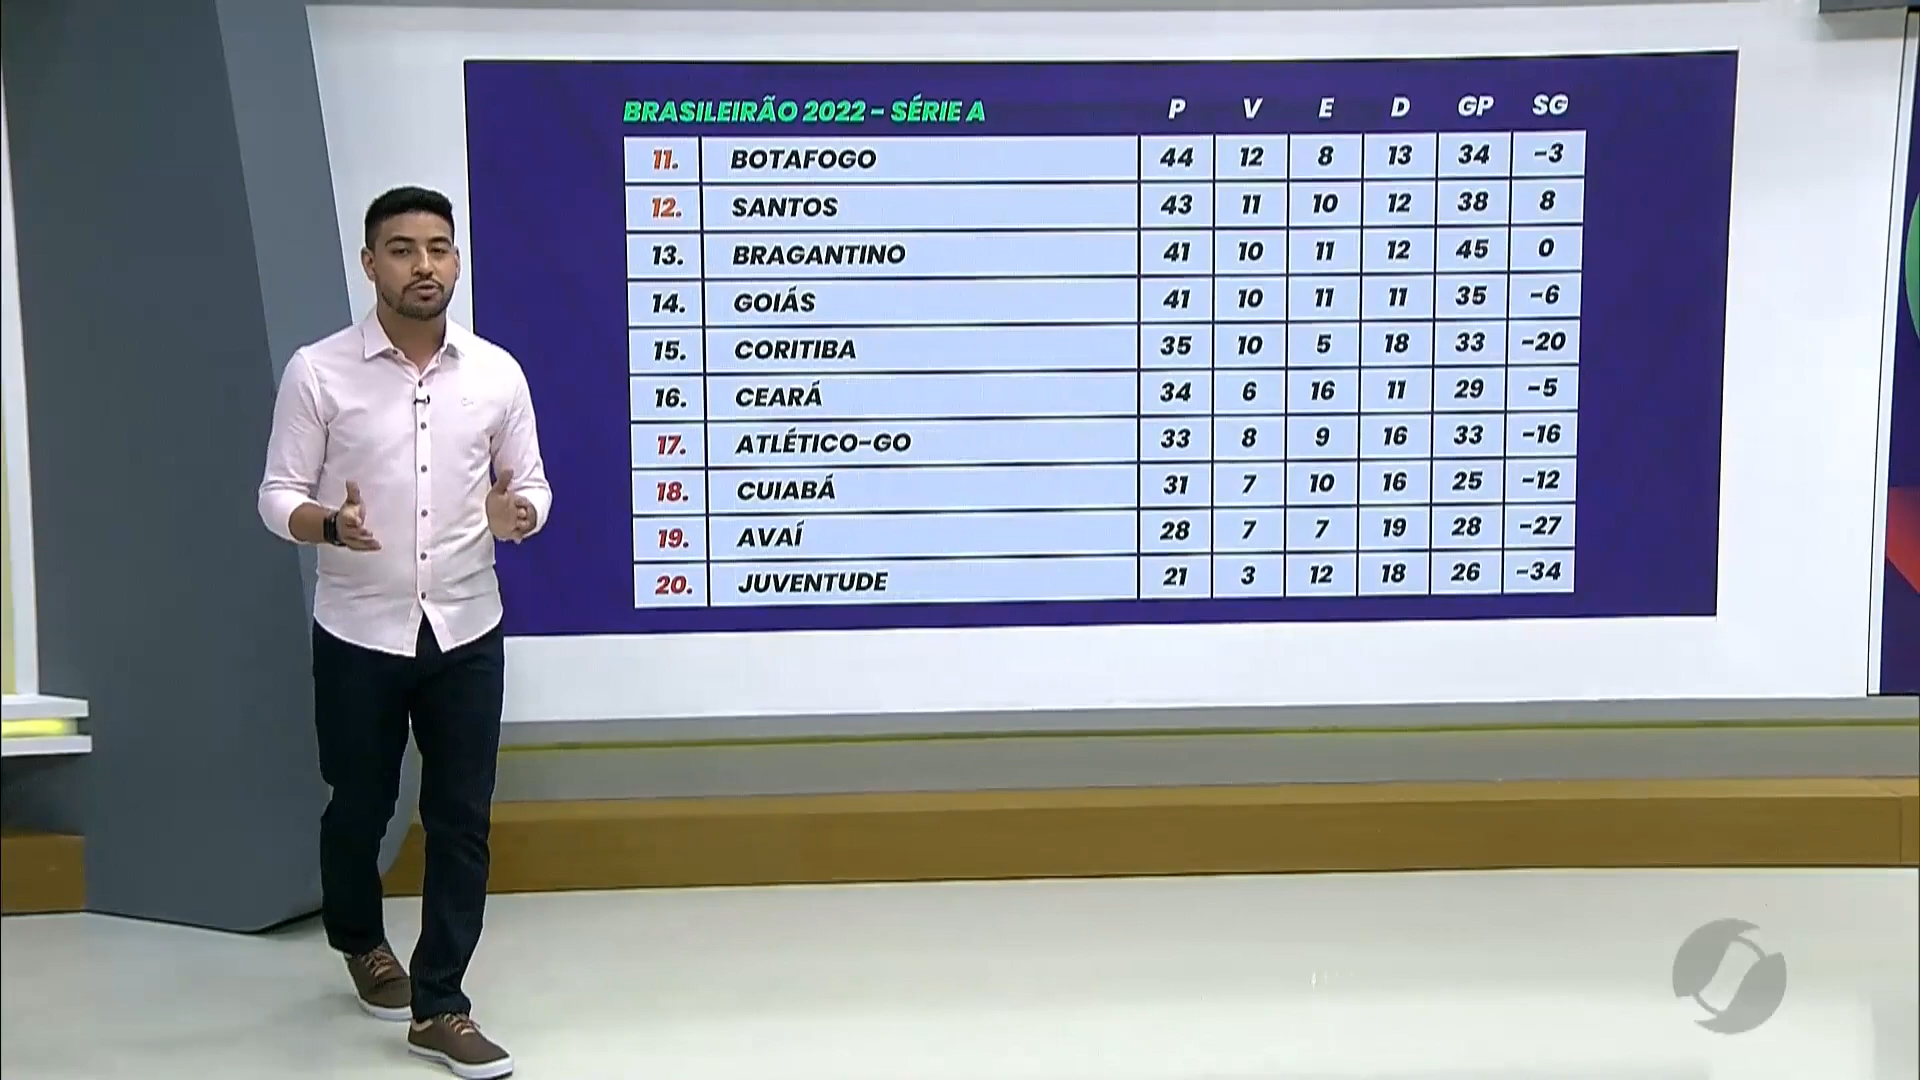 BRASILEIRÃO 2022 - SÉRIE A P V E D GP SG
11. BOTAFOGO 44 12 8 13 34 -3
12. SANTOS 43 11 10 12 38 8
13. BRAGANTINO 41 10 11 12 45 0
14. GOIÁS 41 10 11 11 35 -6
15. CORITIBA 35 10 5 18 33 -20
16. CEARÁ 34 6 16 11 29 -5
17. ATLÉTICO-GO 33 8 9 16 33 -16
18. CUIABÁ 31 7 10 16 25 -12
19. AVAÍ 28 7 7 19 28 -27
20. JUVENTUDE 21 3 12 18 26 -34